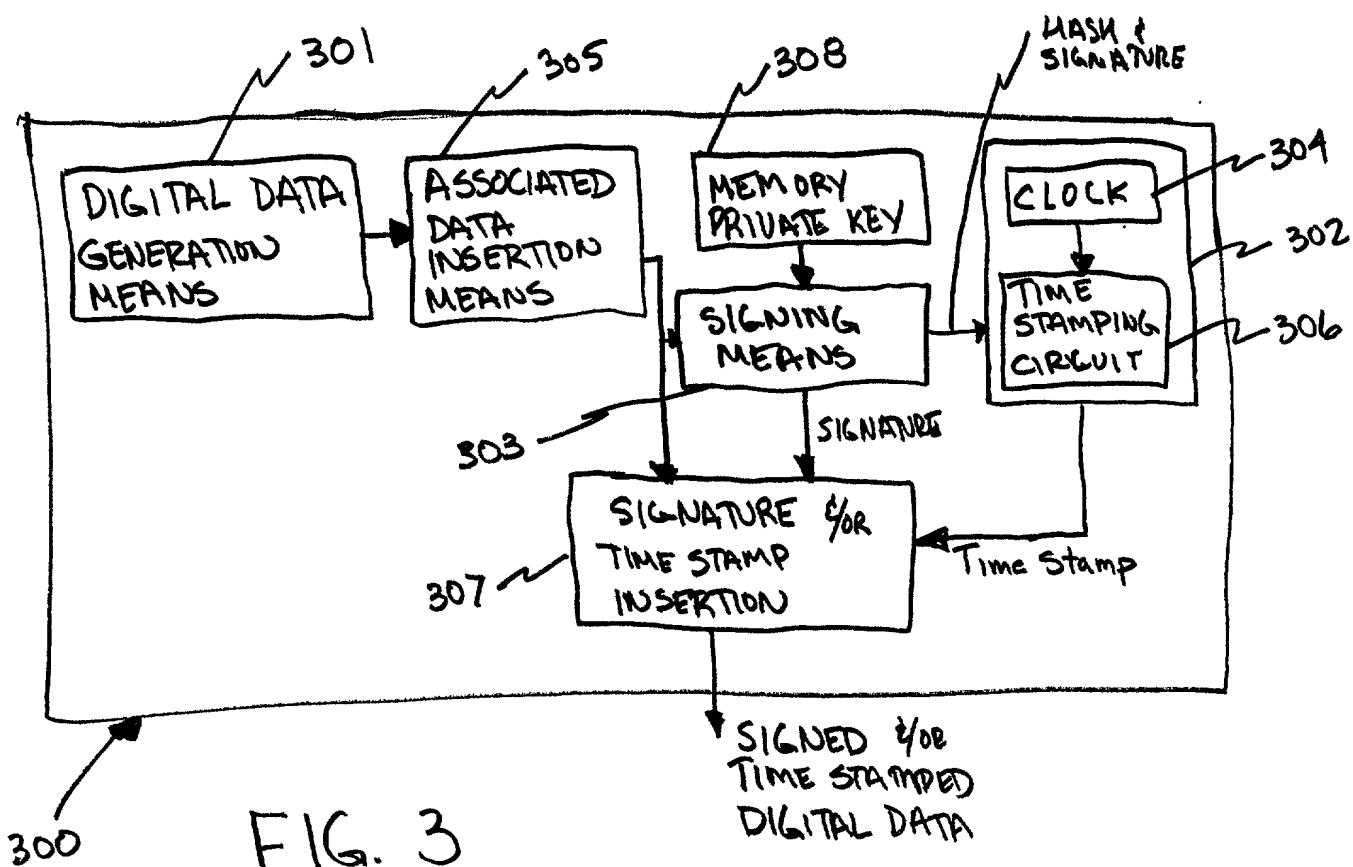 301
305
308
HASH &
SIGNATURE
DIGITAL DATA
GENERATION
MEANS
ASSOCIATED
DATA
INSERTION
MEANS
MEMORY
PRIVATE KEY
CLOCK
304
302
SIGNING
MEANS
TIME
STAMPING
CIRCUIT
306
303
SIGNATURE
SIGNATURE &/OR
TIME STAMP
INSERTION
307
Time Stamp
SIGNED &/OR
TIME STAMPED
DIGITAL DATA
300
FIG. 3